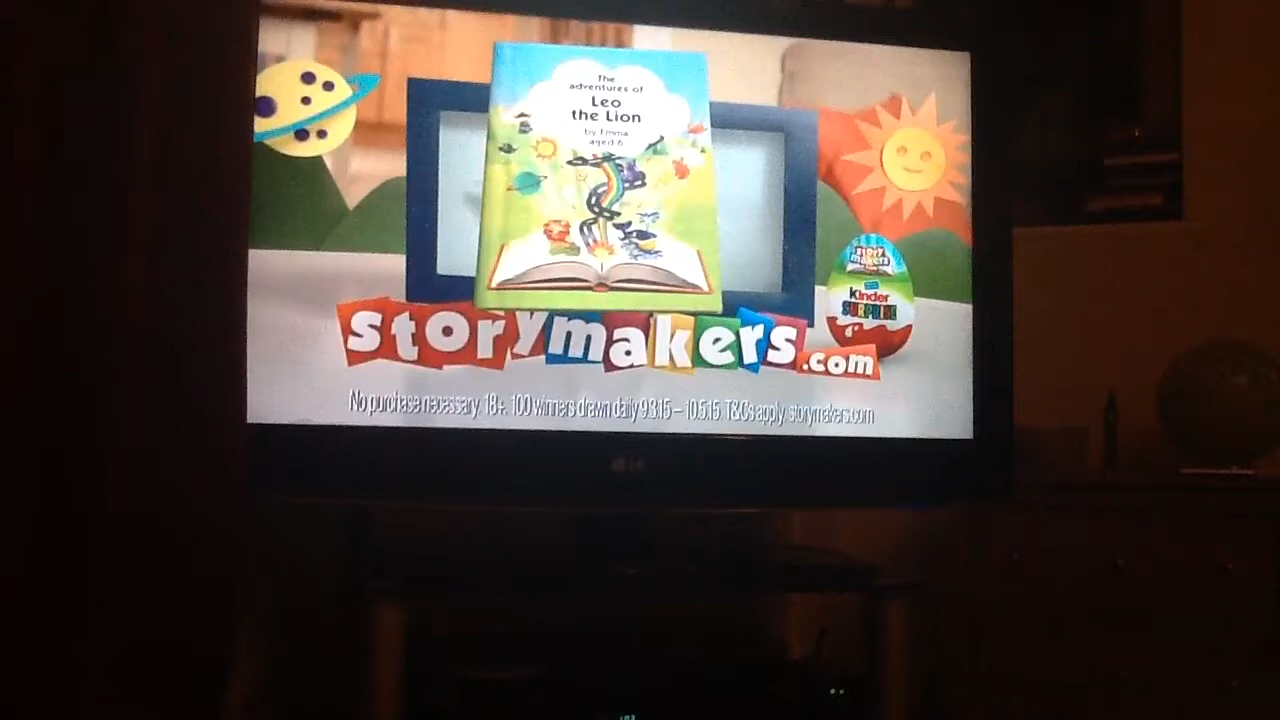 The
adventures of
Leo
the Lion
by Emma
aged 6
story
makers
Kinder
SURPRISE
storymakers.com
No purchase necessary. 18+. 100 winners drawn daily 9.3.15 – 10.5.15. T&Cs apply. storymakers.com
LG